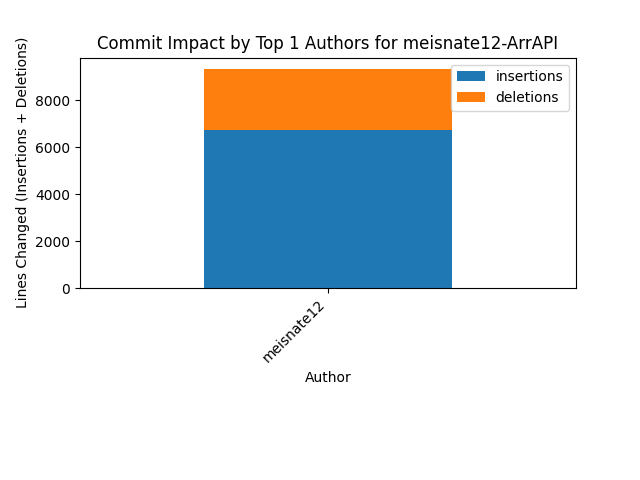 Commit Impact by Top 1 Authors for meisnate12-ArrAPI
Lines Changed (Insertions + Deletions)
8000
6000
4000
2000
0
insertions
deletions
meisnate12
Author